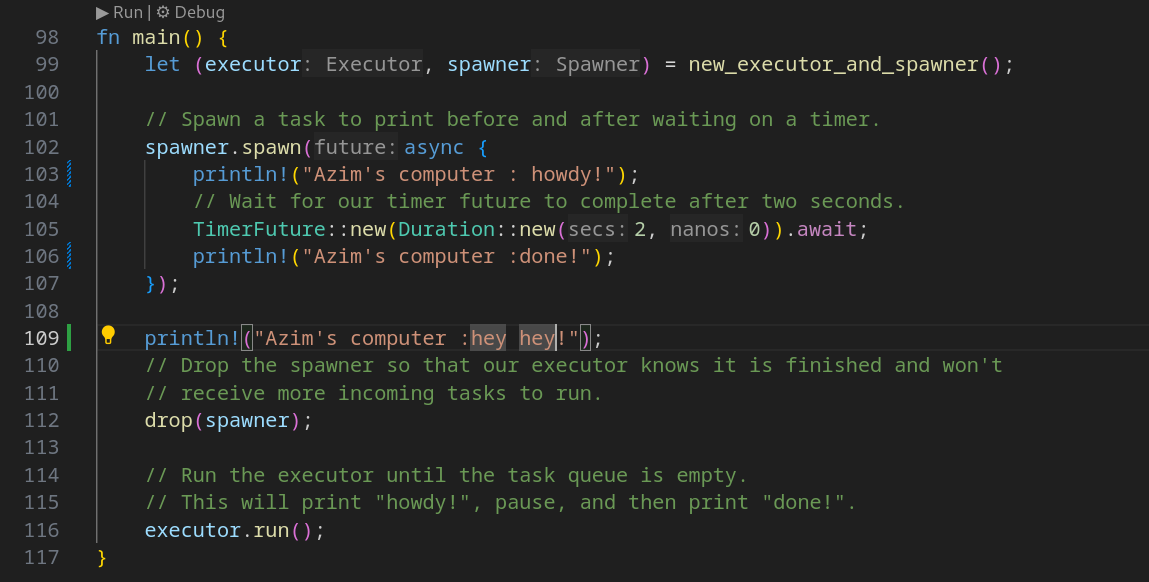 ▶ Run | ⚙ Debug
98 fn main() {
99     let (executor: Executor, spawner: Spawner) = new_executor_and_spawner();
100
101     // Spawn a task to print before and after waiting on a timer.
102     spawner.spawn(future: async {
103         println!("Azim's computer : howdy!");
104         // Wait for our timer future to complete after two seconds.
105         TimerFuture::new(Duration::new(secs: 2, nanos: 0)).await;
106         println!("Azim's computer :done!");
107     });
108
109     println!("Azim's computer :hey hey!");
110     // Drop the spawner so that our executor knows it is finished and won't
111     // receive more incoming tasks to run.
112     drop(spawner);
113
114     // Run the executor until the task queue is empty.
115     // This will print "howdy!", pause, and then print "done!".
116     executor.run();
117 }